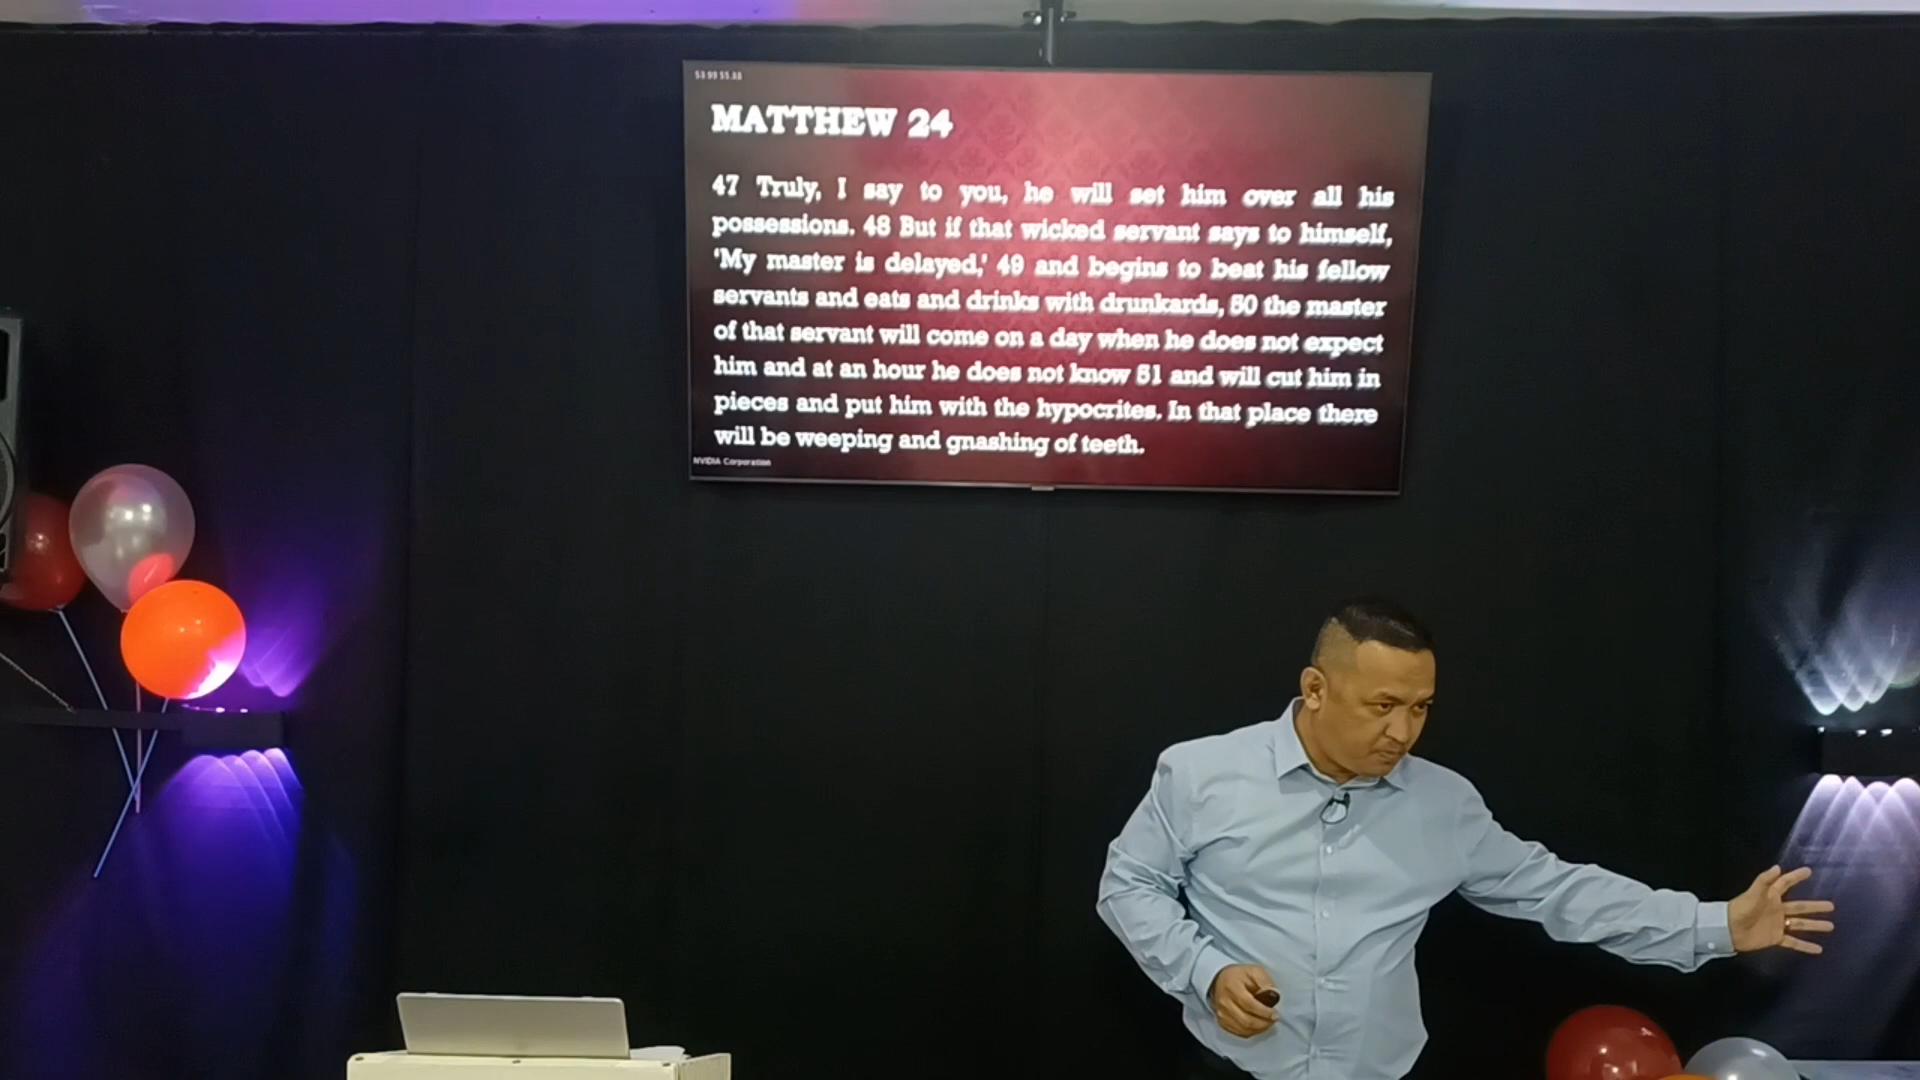 MATTHEW 24
47 Truly, I say to you, he will set him over all his
possessions. 48 But if that wicked servant says to himself,
'My master is delayed,' 49 and begins to beat his fellow
servants and eats and drinks with drunkards, 50 the master
of that servant will come on a day when he does not expect
him and at an hour he does not know 51 and will cut him in
pieces and put him with the hypocrites. In that place there
will be weeping and gnashing of teeth.
NVIDIA Corporation